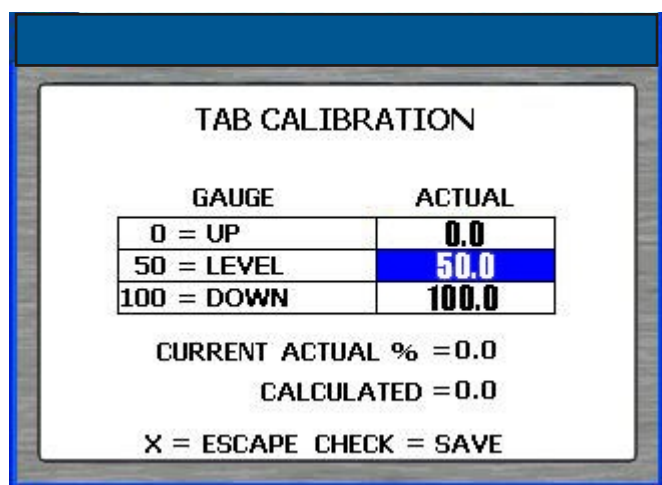 TAB CALIBRATION
GAUGE ACTUAL
0 = UP 0.0
50 = LEVEL 50.0
100 = DOWN 100.0
CURRENT ACTUAL % =0.0
CALCULATED =0.0
X = ESCAPE CHECK = SAVE